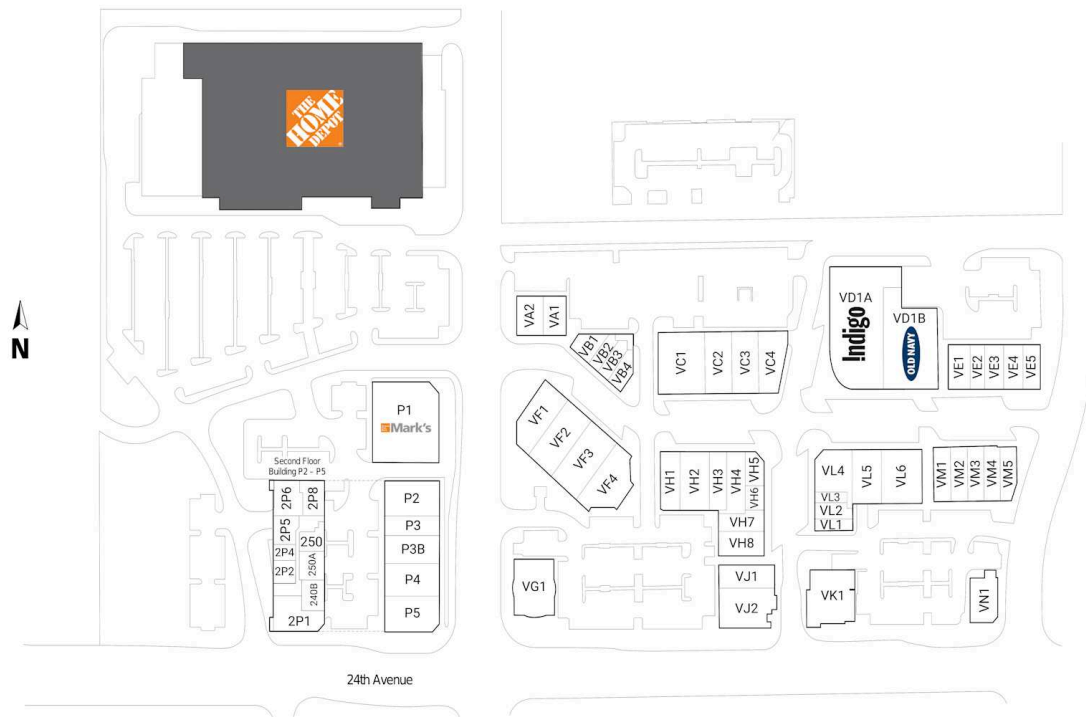 THE
HOME
DEPOT
N
VA2
VA1
VB1
VB2
VB3
VB4
VC1
VC2
VC3
VC4
VD1A
!ndigo
VD1B
OLD NAVY
VE1
VE2
VE3
VE4
VE5
P1
Mark's
VF1
VF2
VF3
VF4
Second Floor
Building P2 - P5
2P6
2P8
2P5
250
2P4
2P2
250A
240B
2P1
P2
P3
P3B
P4
P5
VH1
VH2
VH3
VH4
VH5
VH6
VH7
VH8
VL4
VL5
VL6
VL3
VL2
VL1
VM1
VM2
VM3
VM4
VM5
VG1
VJ1
VJ2
VK1
VN1
24th Avenue